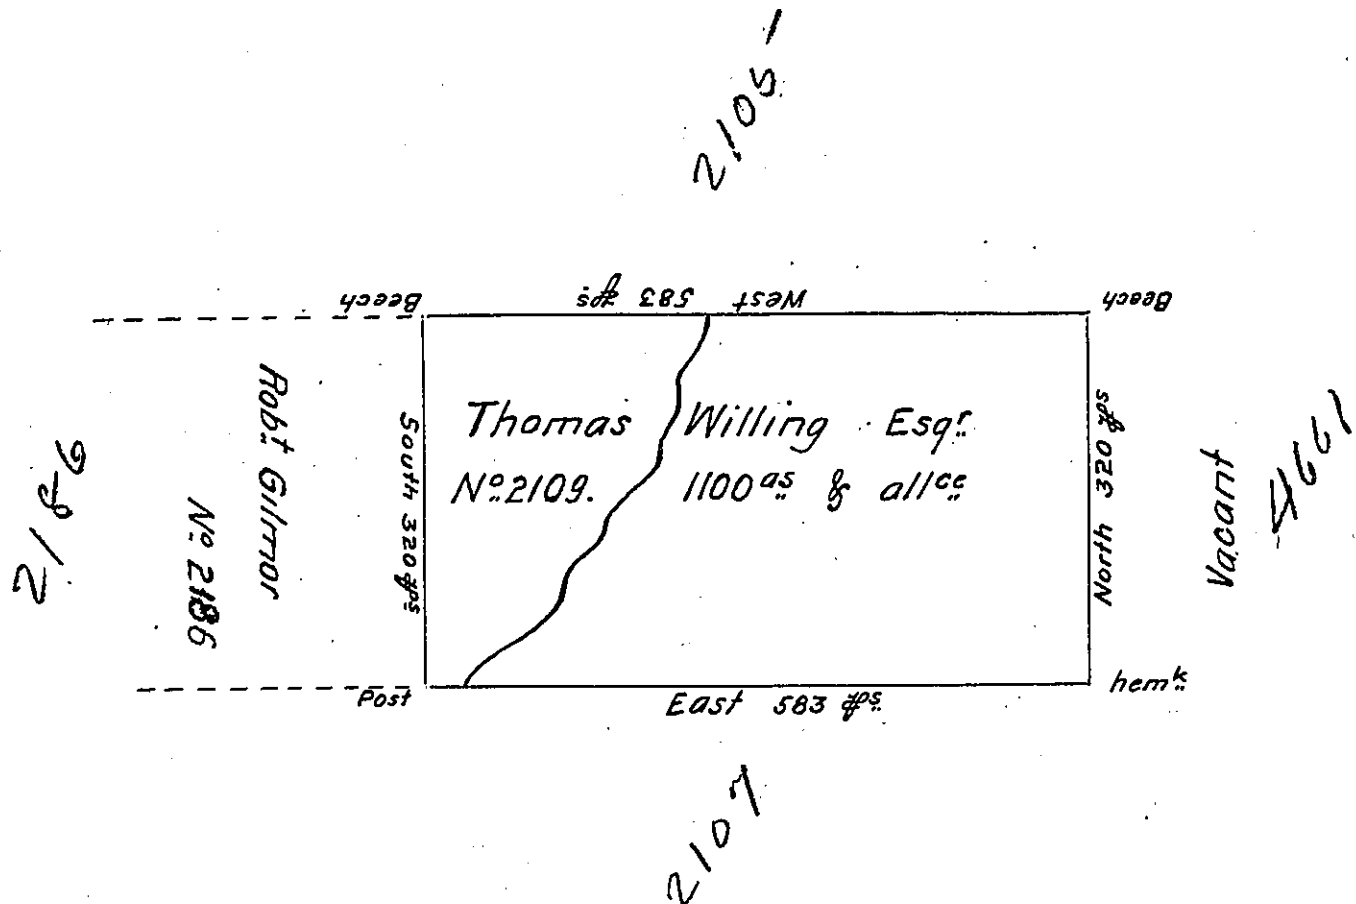 2105
Beech
West 583 ps
Beech
2186
Robt Gilmor
No 2186
South 320 ps
Thomas Willing Esqr
No 2109. 1100 as & allce
North 320 ps
Vacant
4661
Post
East 583 ps
hemk
2107